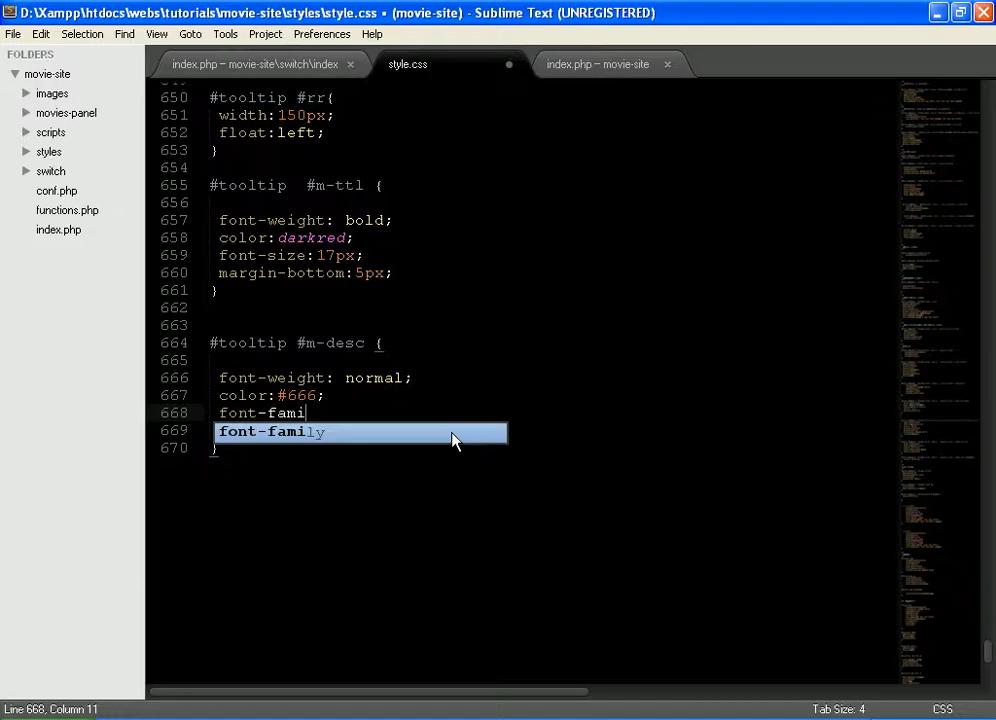 D:\Xampp\htdocs\webs\tutorials\movie-site\styles\style.css • (movie-site) - Sublime Text (UNREGISTERED)
File Edit Selection Find View Goto Tools Project Preferences Help
FOLDERS
movie-site
images
movies-panel
scripts
styles
switch
conf.php
functions.php
index.php
index.php — movie-site\switch\index × style.css index.php — movie-site ×
650 #tooltip #rr{
651 width:150px;
652 float:left;
653 }
654
655 #tooltip  #m-ttl {
656
657 font-weight: bold;
658 color:darkred;
659 font-size:17px;
660 margin-bottom:5px;
661 }
662
663
664 #tooltip #m-desc {
665
666 font-weight: normal;
667 color:#666;
668 font-fami
669 font-family
670 }
Line 668, Column 11 Tab Size: 4 CSS